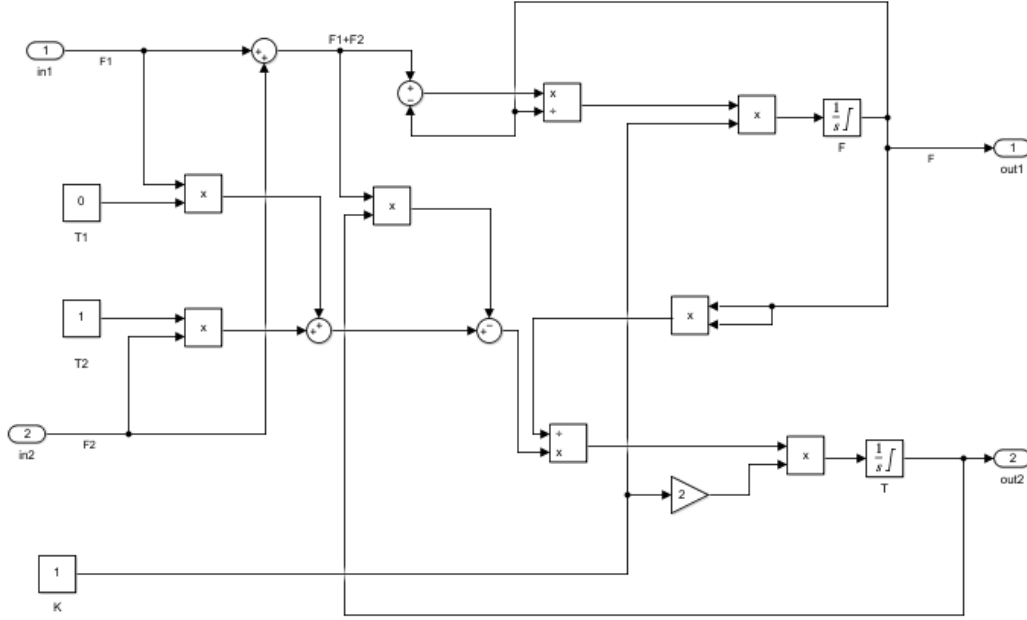 1
in1
F1
+
+
F1+F2
+
−
x
÷
x
1
s
F
F
1
out1
0
T1
x
x
1
T2
x
+
+
−
+
x
2
in2
F2
÷
x
x
1
s
T
2
out2
2
1
K